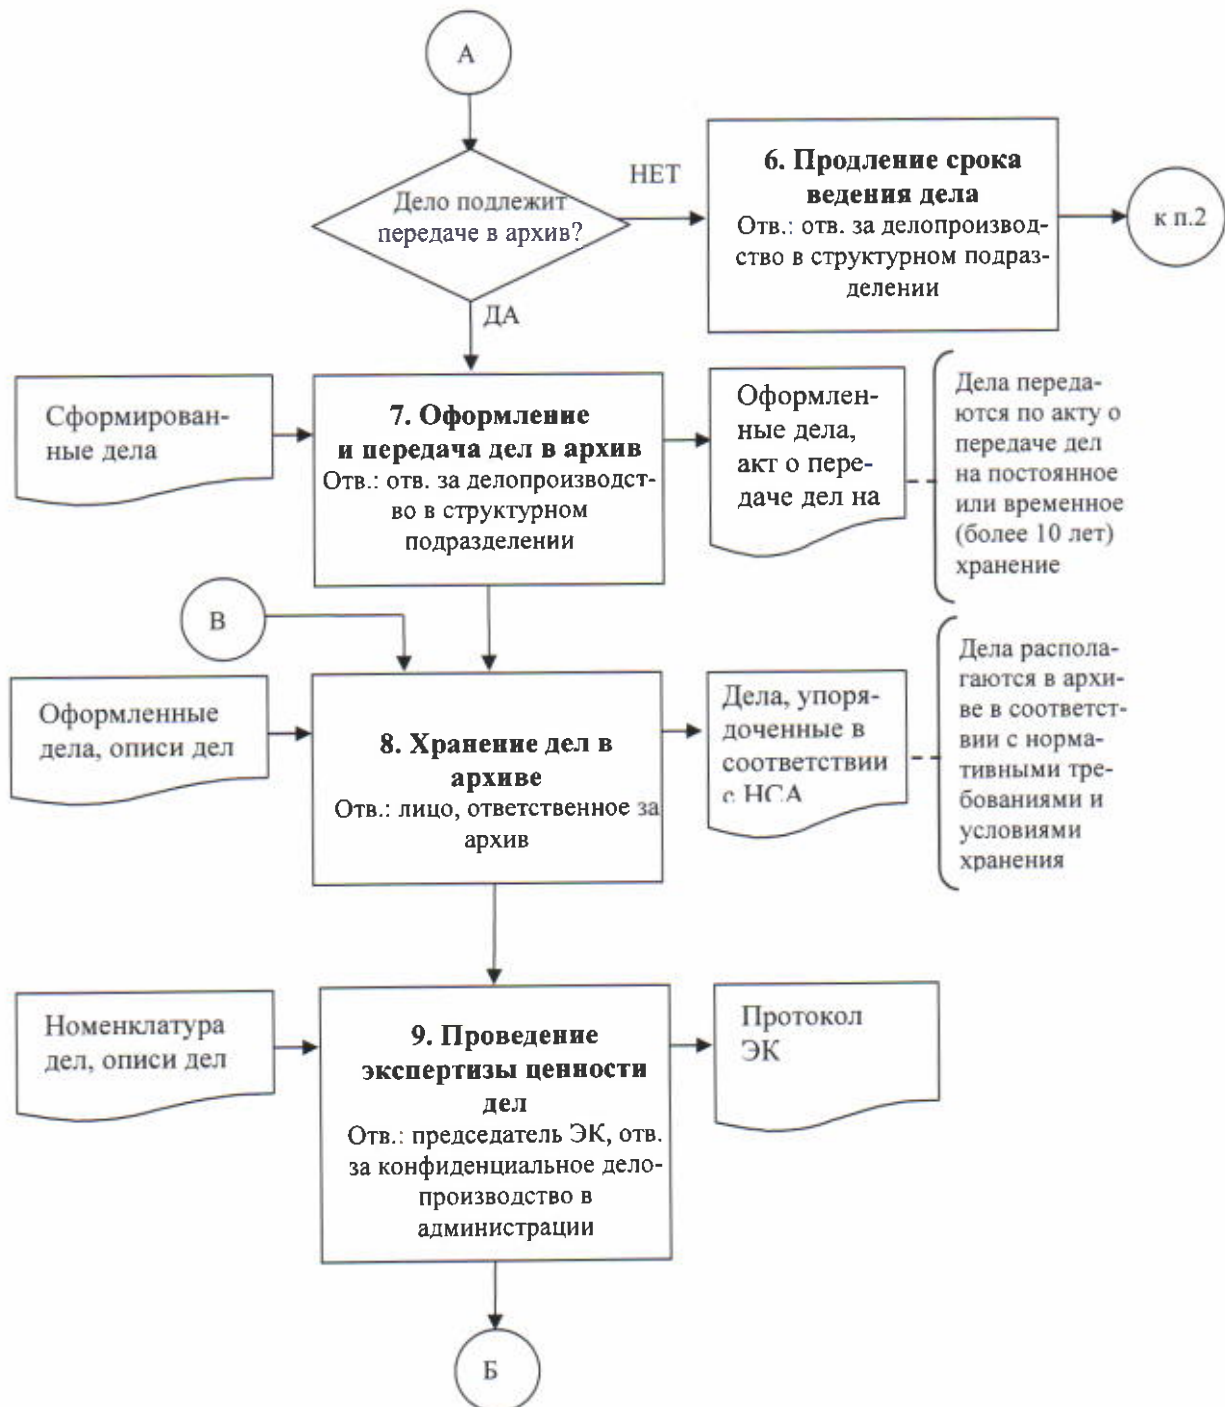 А
Дело подлежит
передаче в архив?
НЕТ
6. Продление срока
ведения дела
Отв.: отв. за делопроизвод-
ство в структурном подраз-
делении
к п.2
ДА
Сформирован-
ные дела
7. Оформление
и передача дел в архив
Отв.: отв. за делопроизводст-
во в структурном
подразделении
Оформлен-
ные дела,
акт о пере-
даче дел на
Дела переда-
ются по акту о
передаче дел
на постоянное
или временное
(более 10 лет)
хранение
В
Оформленные
дела, описи дел
8. Хранение дел в
архиве
Отв.: лицо, ответственное за
архив
Дела, упоря-
доченные в
соответствии
с НСА
Дела распола-
гаются в архи-
ве в соответст-
вии с норма-
тивными тре-
бованиями и
условиями
хранения
Номенклатура
дел, описи дел
9. Проведение
экспертизы ценности
дел
Отв.: председатель ЭК, отв.
за конфиденциальное дело-
производство в
администрации
Протокол
ЭК
Б